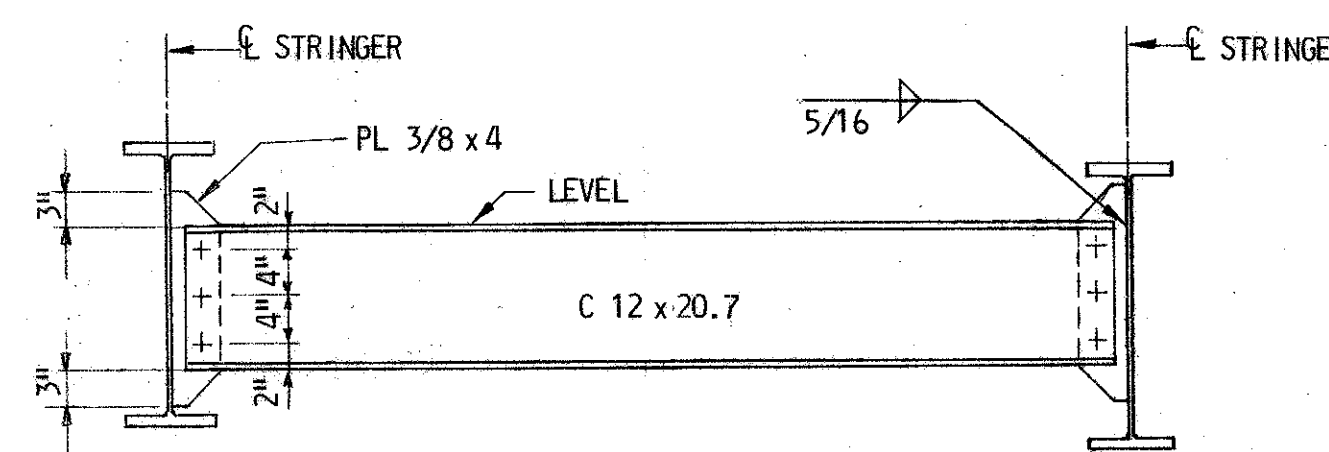 ℄ STRINGER
℄ STRINGE
5/16
PL 3/8 x 4
LEVEL
3"
2"
4"
C 12 x 20.7
4"
3"
2"